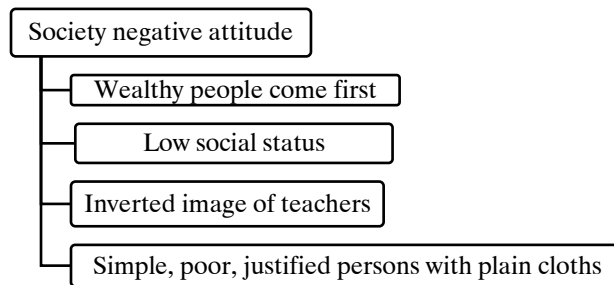 Society negative attitude
Wealthy people come first
Low social status
Inverted image of teachers
Simple, poor, justified persons with plain cloths